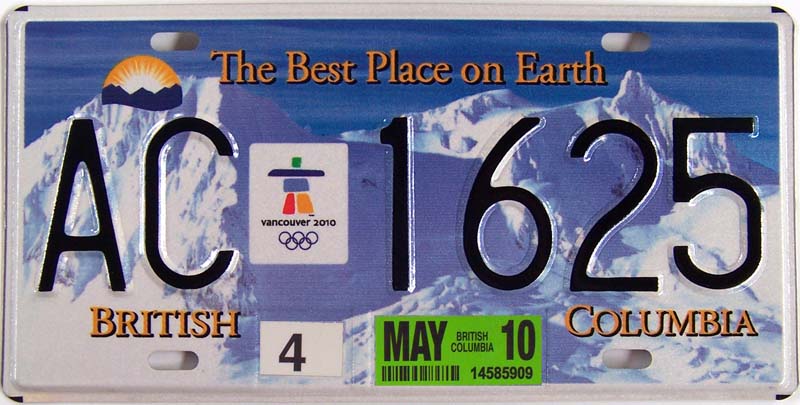 The Best Place on Earth
AC 1625
vancouver 2010
BRITISH COLUMBIA
4
MAY BRITISH COLUMBIA 10
14585909